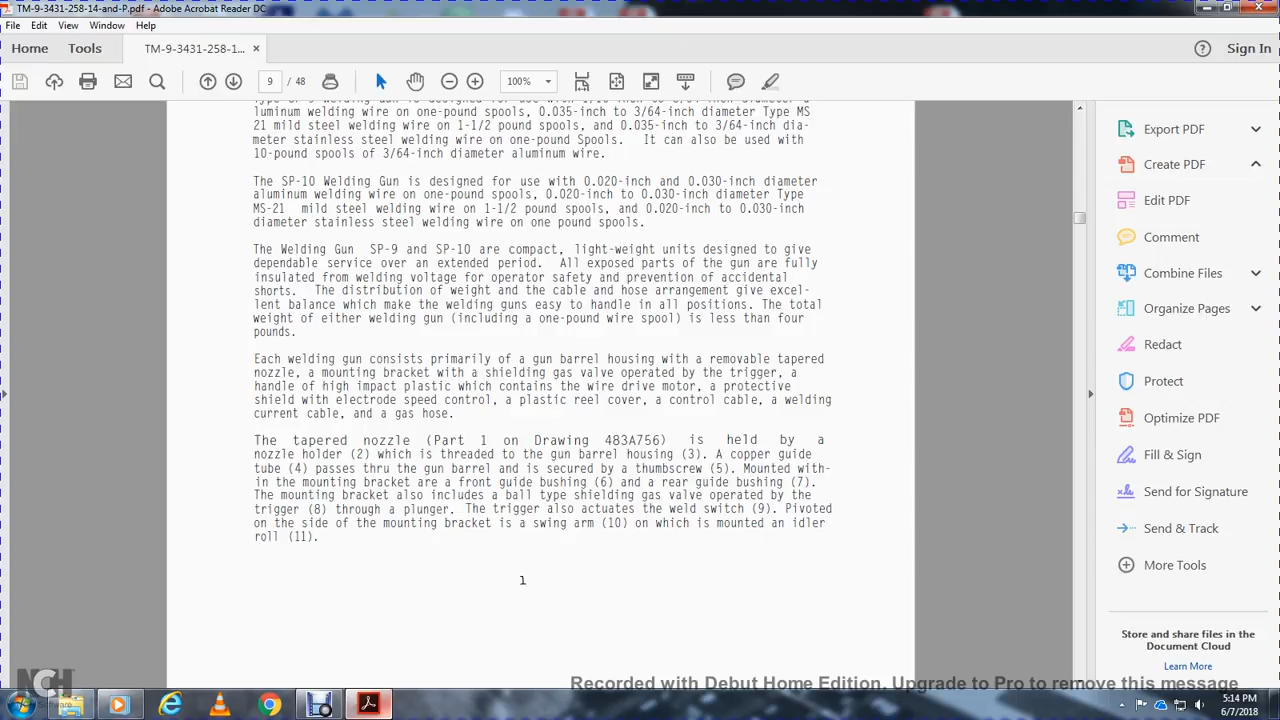 TM-9-3431-258-14-and-P.pdf - Adobe Acrobat Reader DC
File Edit View Window Help
Home Tools TM-9-3431-258-1... × Sign In
9 / 48 100%
luminum welding wire on one-pound spools, 0.035-inch to 3/64-inch diameter Type MS
21 mild steel welding wire on 1-1/2 pound spools, and 0.035-inch to 3/64-inch dia-
meter stainless steel welding wire on one-pound Spools. It can also be used with
10-pound spools of 3/64-inch diameter aluminum wire.
The SP-10 Welding Gun is designed for use with 0.020-inch and 0.030-inch diameter
aluminum welding wire on one-pound spools, 0.020-inch to 0.030-inch diameter Type
MS-21 mild steel welding wire on 1-1/2 pound spools, and 0.020-inch to 0.030-inch
diameter stainless steel welding wire on one pound spools.
The Welding Gun SP-9 and SP-10 are compact, light-weight units designed to give
dependable service over an extended period. All exposed parts of the gun are fully
insulated from welding voltage for operator safety and prevention of accidental
shorts. The distribution of weight and the cable and hose arrangement give excel-
lent balance which make the welding guns easy to handle in all positions. The total
weight of either welding gun (including a one-pound wire spool) is less than four
pounds.
Each welding gun consists primarily of a gun barrel housing with a removable tapered
nozzle, a mounting bracket with a shielding gas valve operated by the trigger, a
handle of high impact plastic which contains the wire drive motor, a protective
shield with electrode speed control, a plastic reel cover, a control cable, a welding
current cable, and a gas hose.
The tapered nozzle (Part 1 on Drawing 483A756) is held by a
nozzle holder (2) which is threaded to the gun barrel housing (3). A copper guide
tube (4) passes thru the gun barrel and is secured by a thumbscrew (5). Mounted with-
in the mounting bracket are a front guide bushing (6) and a rear guide bushing (7).
The mounting bracket also includes a ball type shielding gas valve operated by the
trigger (8) through a plunger. The trigger also actuates the weld switch (9). Pivoted
on the side of the mounting bracket is a swing arm (10) on which is mounted an idler
roll (11).
1
Export PDF
Create PDF
Edit PDF
Comment
Combine Files
Organize Pages
Redact
Protect
Optimize PDF
Fill & Sign
Send for Signature
Send & Track
More Tools
Store and share files in the
Document Cloud
Learn More
NCH
Software
Recorded with Debut Home Edition. Upgrade to Pro to remove this message
5:14 PM
6/7/2018